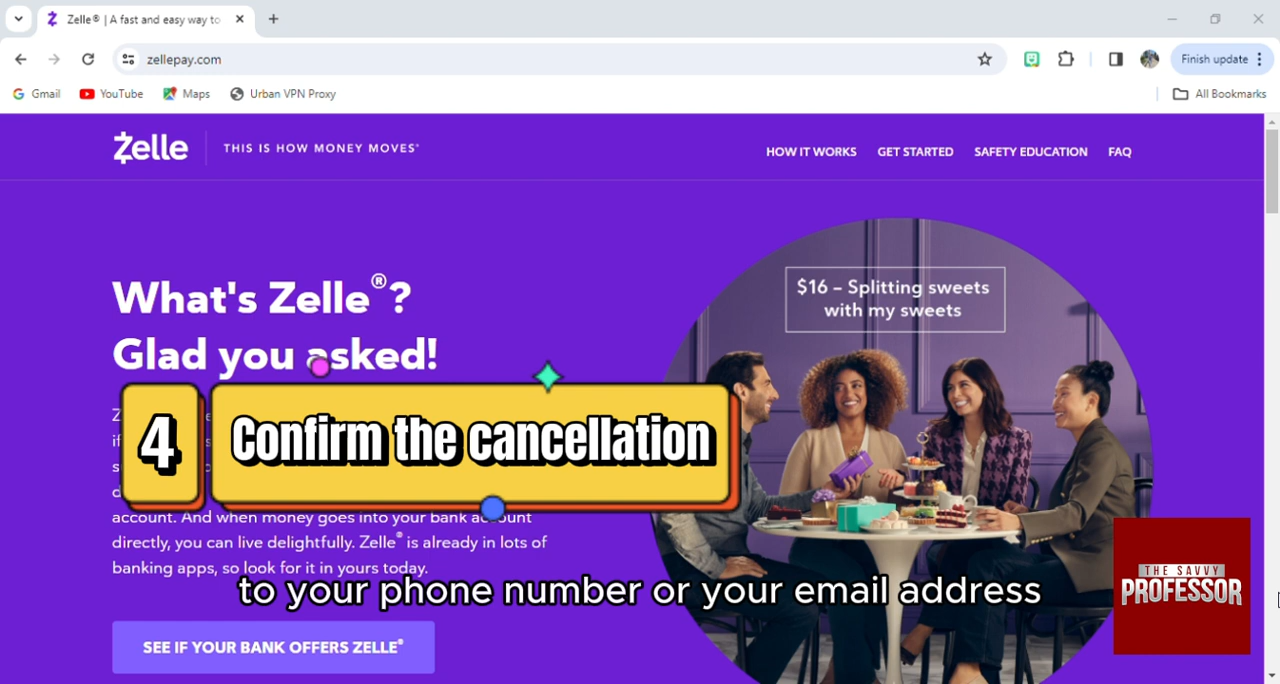 Zelle® | A fast and easy way to
zellepay.com
Finish update
Gmail
YouTube
Maps
Urban VPN Proxy
All Bookmarks
Zelle
THIS IS HOW MONEY MOVES®
HOW IT WORKS
GET STARTED
SAFETY EDUCATION
FAQ
What's Zelle®?
Glad you asked!
$16 – Splitting sweets
with my sweets
4
Confirm the cancellation
account. And when money goes into your bank account
directly, you can live delightfully. Zelle® is already in lots of
banking apps, so look for it in yours today.
to your phone number or your email address
THE SAVVY
PROFESSOR
SEE IF YOUR BANK OFFERS ZELLE®